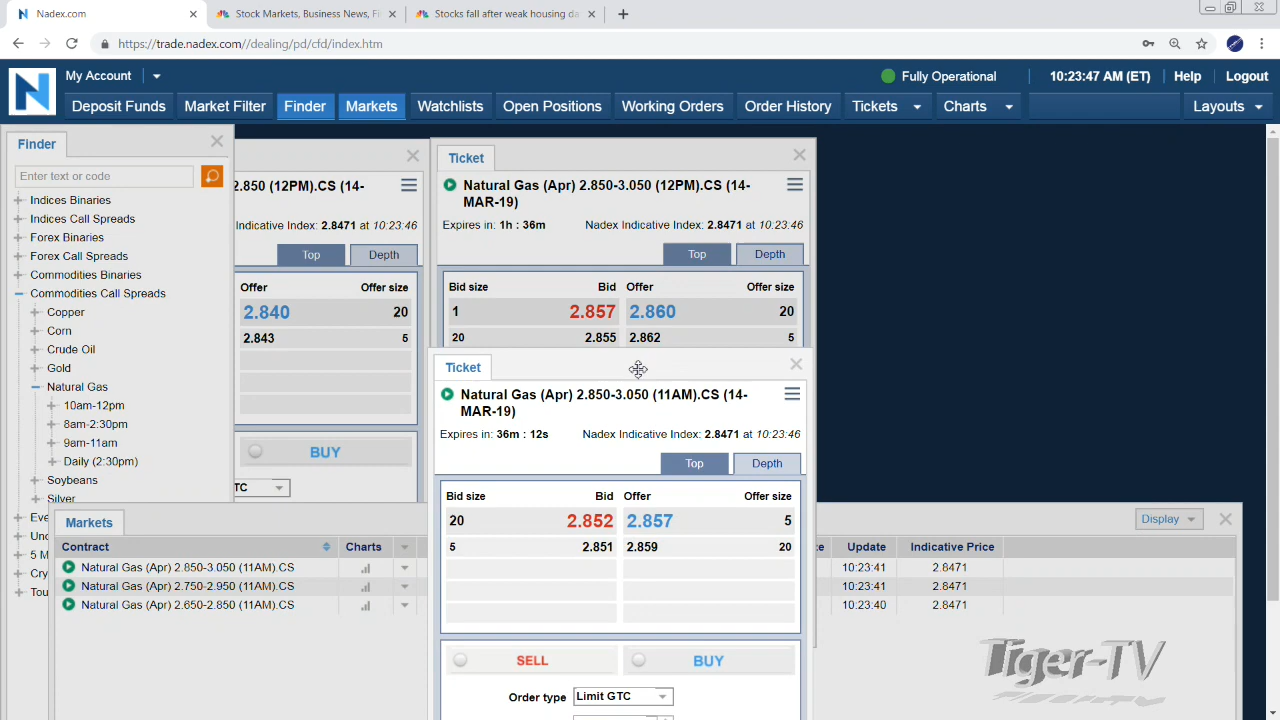 Nadex.com
Stock Markets, Business News, Fi
Stocks fall after weak housing da
https://trade.nadex.com//dealing/pd/cfd/index.htm
My Account
Fully Operational
10:23:47 AM (ET)
Help
Logout
Deposit Funds
Market Filter
Finder
Markets
Watchlists
Open Positions
Working Orders
Order History
Tickets
Charts
Layouts
Finder
Enter text or code
Indices Binaries
Indices Call Spreads
Forex Binaries
Forex Call Spreads
Commodities Binaries
Commodities Call Spreads
Copper
Corn
Crude Oil
Gold
Natural Gas
10am-12pm
8am-2:30pm
9am-11am
Daily (2:30pm)
Soybeans
Silver
Eve
Unc
5 M
Cry
Tou
2.850 (12PM).CS (14-
Indicative Index: 2.8471 at 10:23:46
Top
Depth
Offer
Offer size
2.840
20
2.843
5
BUY
TC
Ticket
Natural Gas (Apr) 2.850-3.050 (12PM).CS (14-
MAR-19)
Expires in: 1h : 36m
Nadex Indicative Index: 2.8471 at 10:23:46
Top
Depth
Bid size
Bid
Offer
Offer size
1
2.857
2.860
20
20
2.855
2.862
5
Ticket
Natural Gas (Apr) 2.850-3.050 (11AM).CS (14-
MAR-19)
Expires in: 36m : 12s
Nadex Indicative Index: 2.8471 at 10:23:46
Top
Depth
Bid size
Bid
Offer
Offer size
20
2.852
2.857
5
5
2.851
2.859
20
SELL
BUY
Order type
Limit GTC
Markets
Display
Contract
Charts
ze
Update
Indicative Price
Natural Gas (Apr) 2.850-3.050 (11AM).CS
10:23:41
2.8471
Natural Gas (Apr) 2.750-2.950 (11AM).CS
10:23:41
2.8471
Natural Gas (Apr) 2.650-2.850 (11AM).CS
10:23:40
2.8471
Tiger-TV